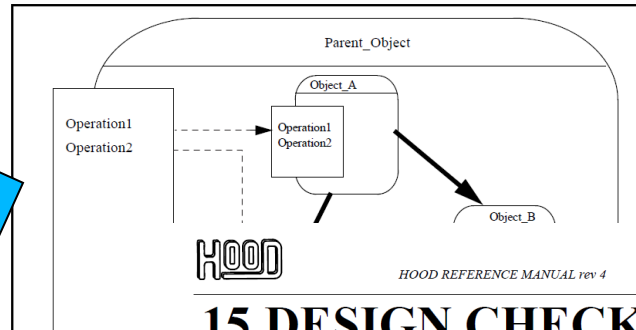 Parent_Object
Object_A
Operation1
Operation2
Operation1
Operation2
Object_B
HOOD
HOOD REFERENCE MANUAL rev 4
15 DESIGN CHECK